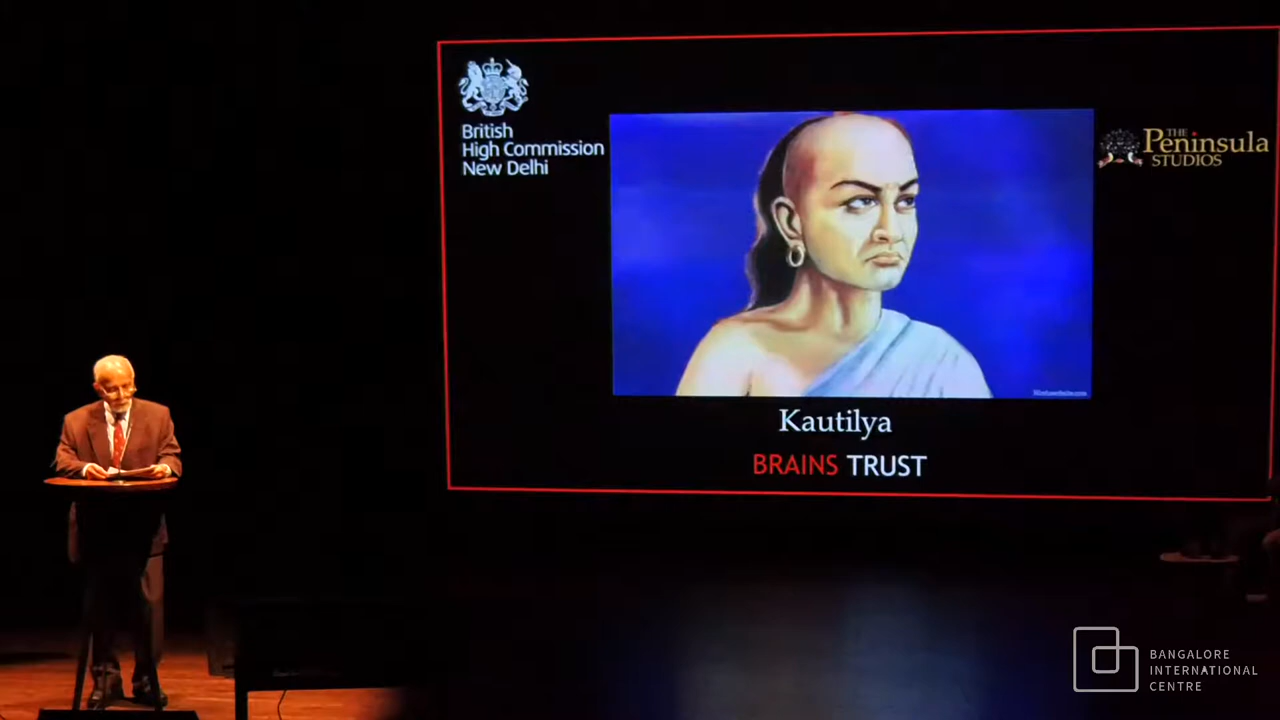 British
High Commission
New Delhi
THE
Peninsula
STUDIOS
Kautilya
BRAINS TRUST
BANGALORE
INTERNATIONAL
CENTRE